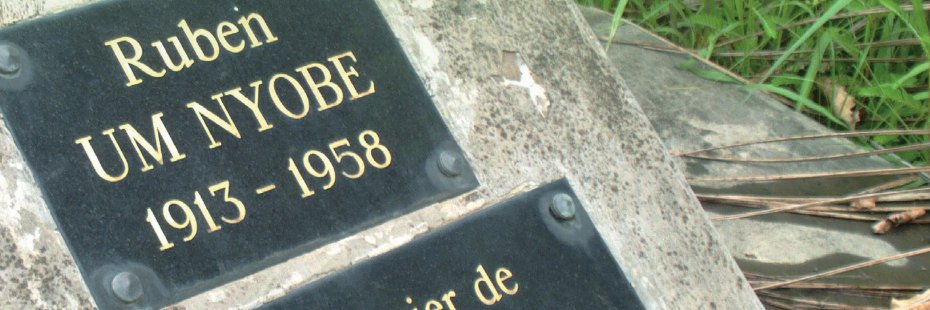 Ruben
UM NYOBE
1913 - 1958
de